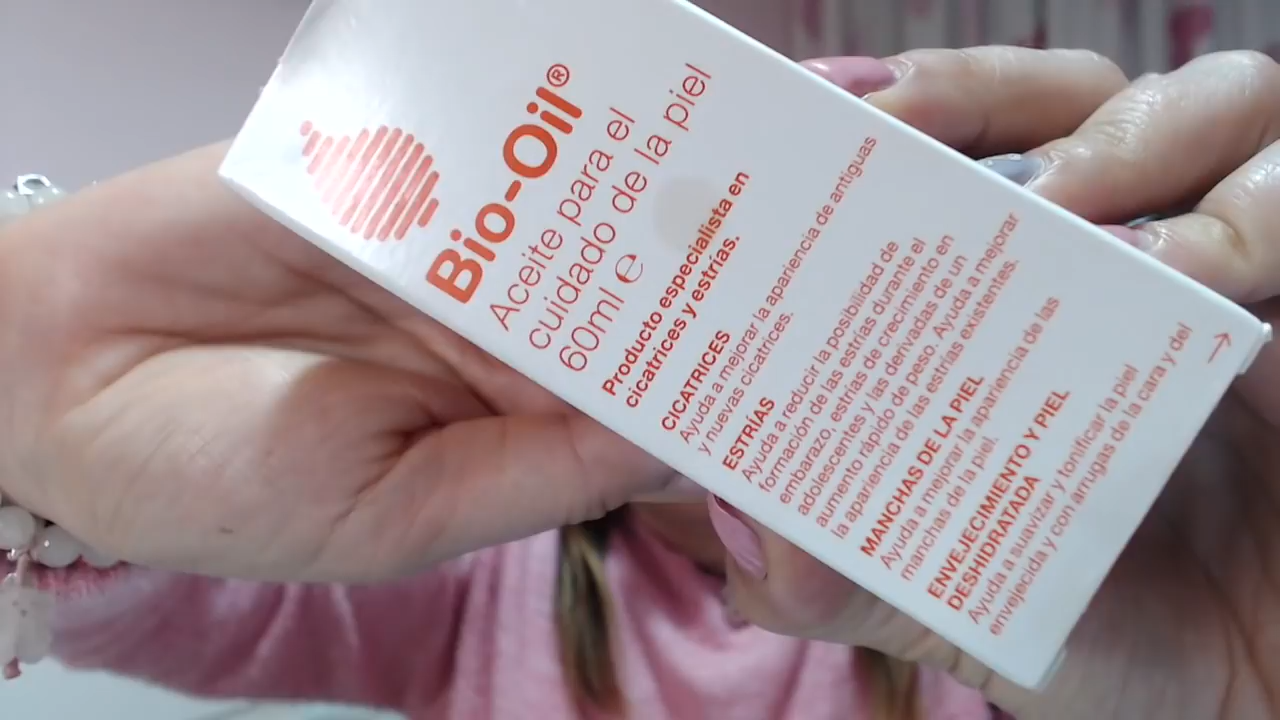 Bio-Oil®
Aceite para el
cuidado de la piel
60ml ℮
Producto especialista en
cicatrices y estrías.
CICATRICES
Ayuda a mejorar la apariencia de antiguas
y nuevas cicatrices.
ESTRÍAS
Ayuda a reducir la posibilidad de
formación de las estrías durante el
embarazo, estrías de crecimiento en
adolescentes y las derivadas de un
aumento rápido de peso. Ayuda a mejorar
la apariencia de las estrías existentes.
MANCHAS DE LA PIEL
Ayuda a mejorar la apariencia de las
manchas de la piel.
ENVEJECIMIENTO Y PIEL
DESHIDRATADA
Ayuda a suavizar y tonificar la piel
envejecida y con arrugas de la cara y del